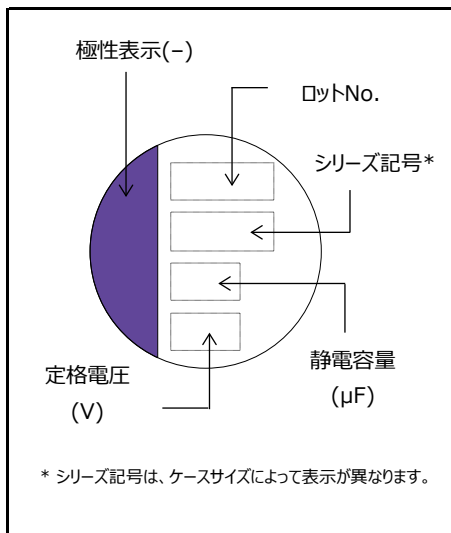 極性表示(−)
ロットNo.
シリーズ記号*
定格電圧
(V)
静電容量
(µF)
* シリーズ記号は、ケースサイズによって表示が異なります。